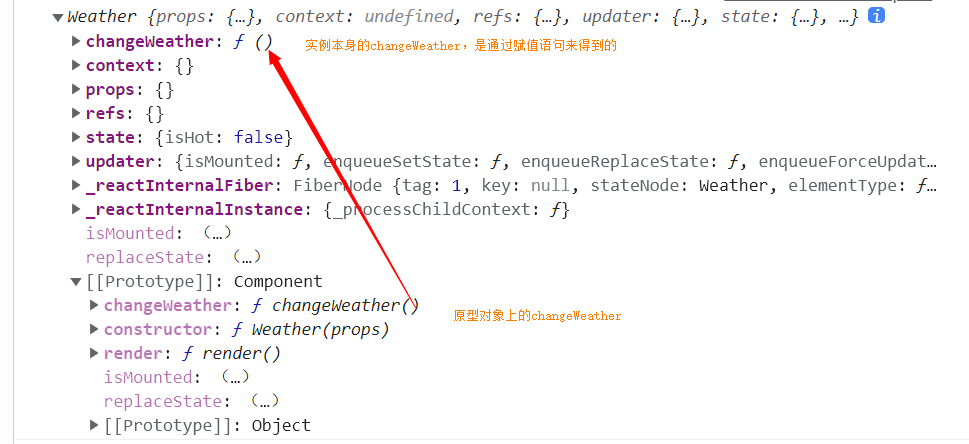 Weather {props: {…}, context: undefined, refs: {…}, updater: {…}, state: {…}, …} i
changeWeather: ƒ () 实例本身的changeWeather，是通过赋值语句来得到的
context: {}
props: {}
refs: {}
state: {isHot: false}
updater: {isMounted: ƒ, enqueueSetState: ƒ, enqueueReplaceState: ƒ, enqueueForceUpdat…
_reactInternalFiber: FiberNode {tag: 1, key: null, stateNode: Weather, elementType: ƒ…
_reactInternalInstance: {_processChildContext: ƒ}
isMounted: (…)
replaceState: (…)
[[Prototype]]: Component
changeWeather: ƒ changeWeather() 原型对象上的changeWeather
constructor: ƒ Weather(props)
render: ƒ render()
isMounted: (…)
replaceState: (…)
[[Prototype]]: Object